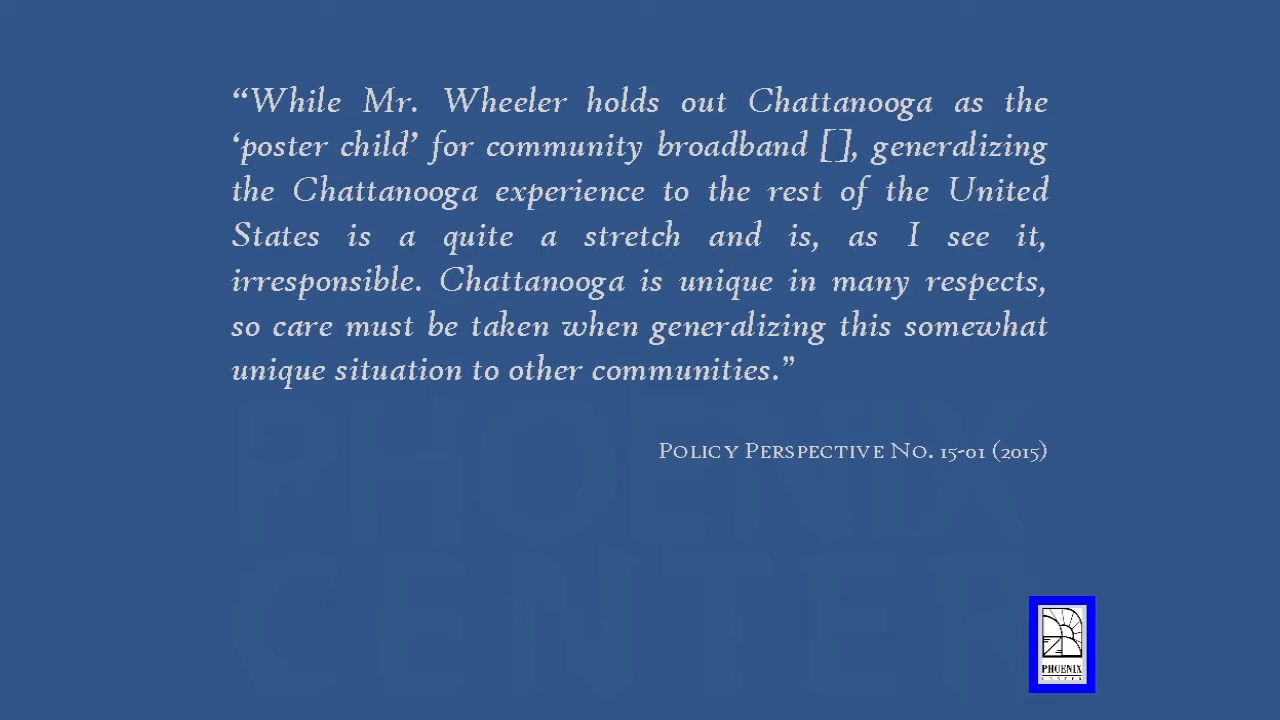 “While Mr. Wheeler holds out Chattanooga as the
‘poster child’ for community broadband [], generalizing
the Chattanooga experience to the rest of the United
States is a quite a stretch and is, as I see it,
irresponsible. Chattanooga is unique in many respects,
so care must be taken when generalizing this somewhat
unique situation to other communities.”
Policy Perspective No. 15-01 (2015)
PHOENIX
CENTER
PHOENIX
CENTER